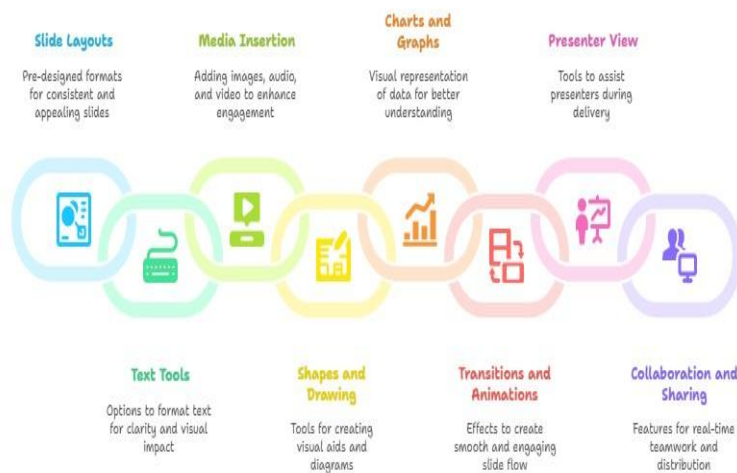 Slide Layouts
Pre-designed formats
for consistent and
appealing slides
Media Insertion
Adding images, audio,
and video to enhance
engagement
Charts and
Graphs
Visual representation
of data for better
understanding
Presenter View
Tools to assist
presenters during
delivery
Text Tools
Options to format text
for clarity and visual
impact
Shapes and
Drawing
Tools for creating
visual aids and
diagrams
Transitions and
Animations
Effects to create
smooth and engaging
slide flow
Collaboration and
Sharing
Features for real-time
teamwork and
distribution